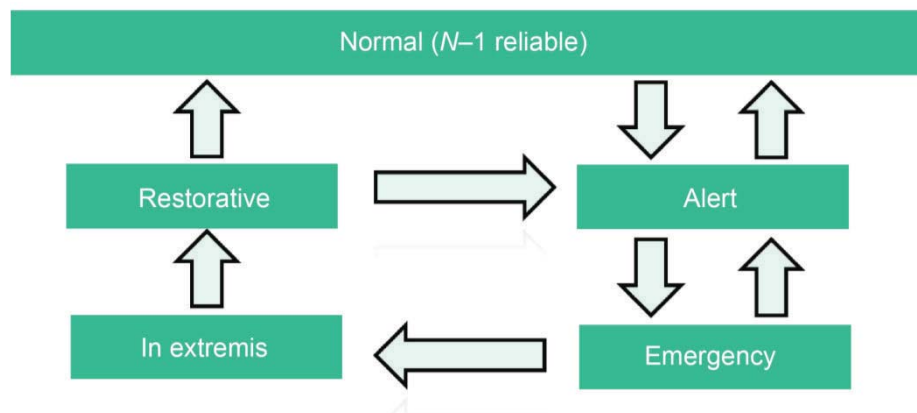 Normal (N–1 reliable)
Restorative
Alert
In extremis
Emergency